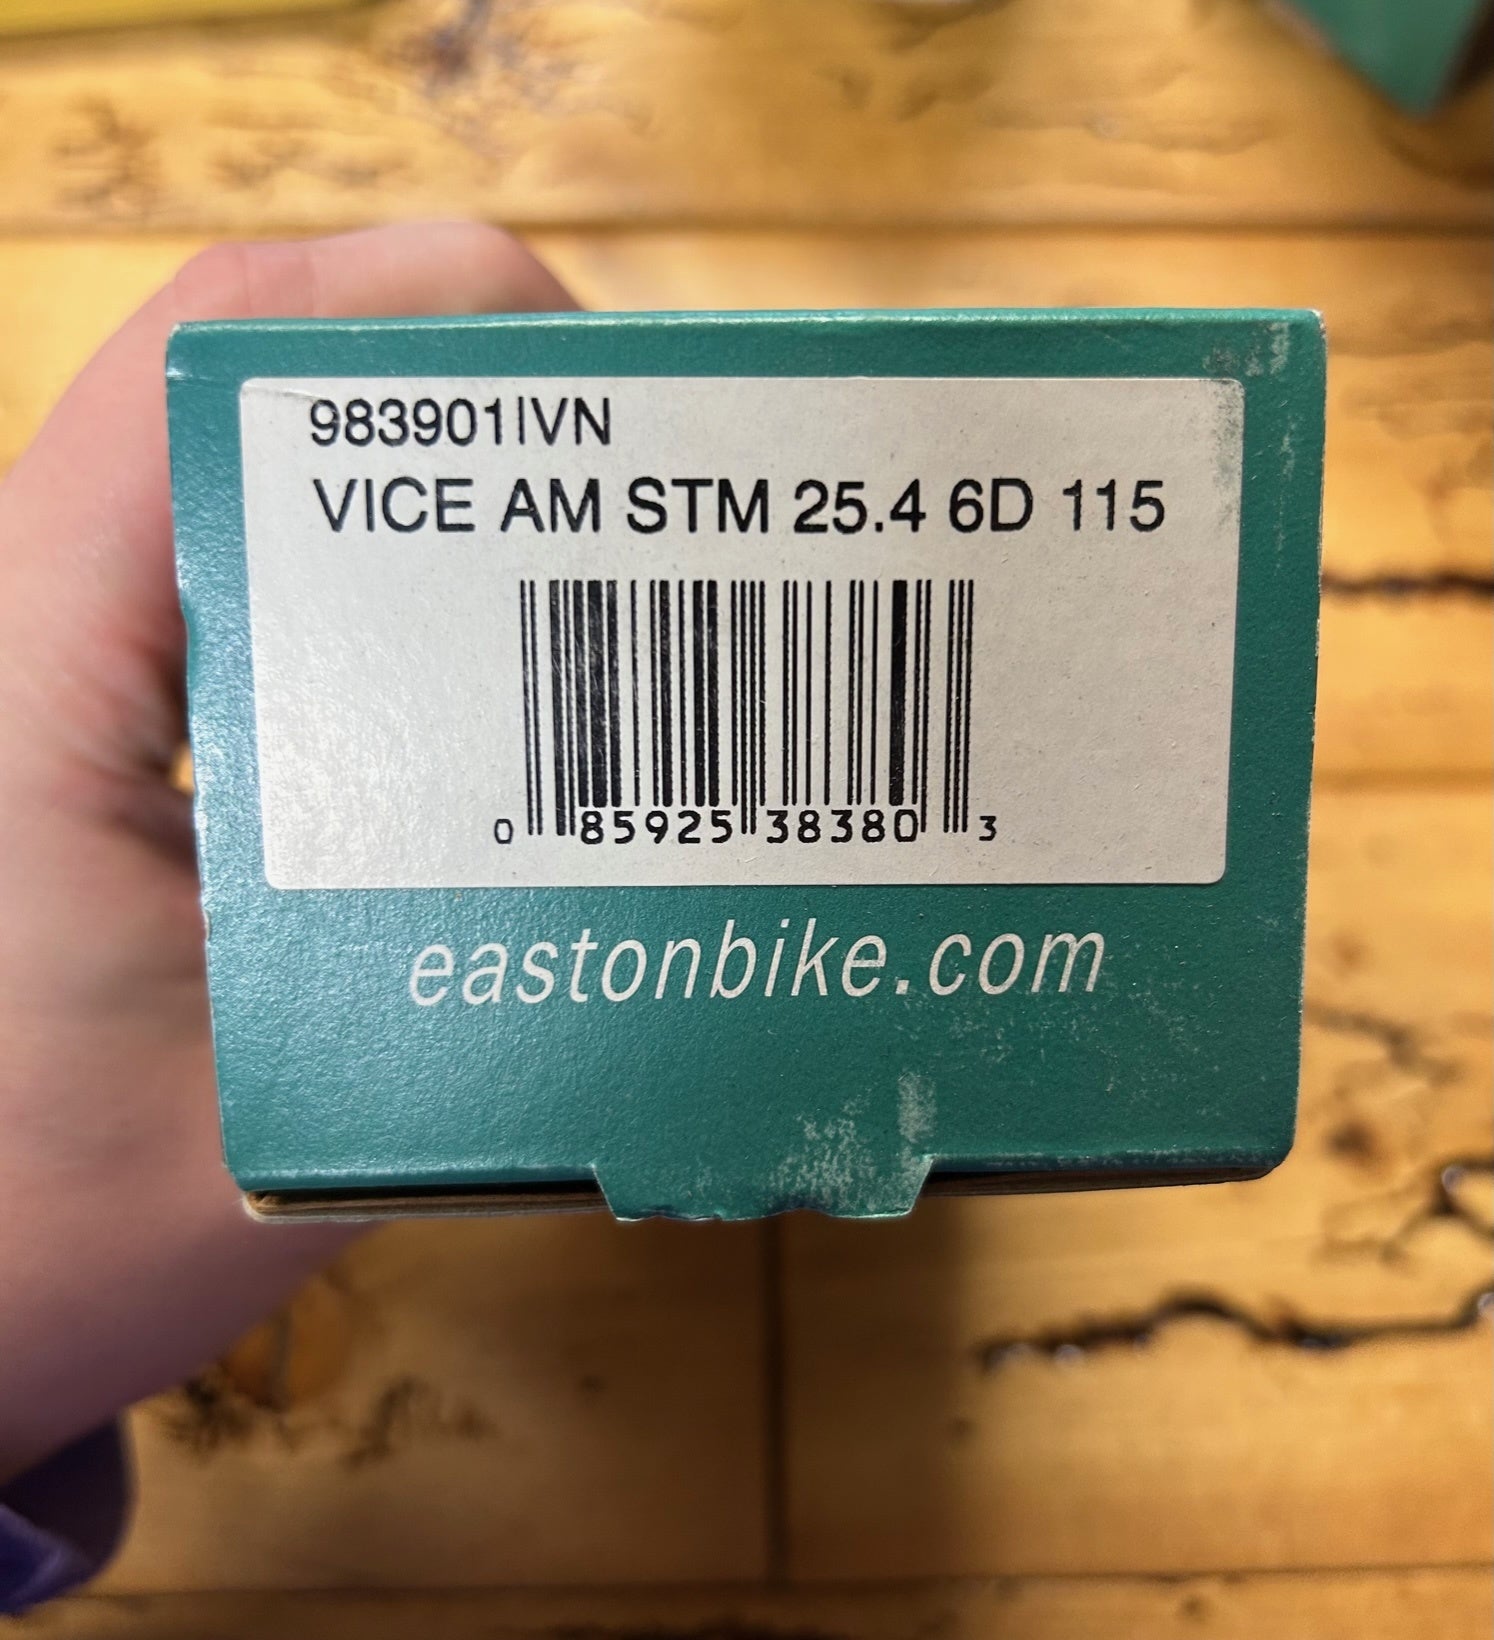 983901IVN
VICE AM STM 25.4 6D 115
0 85925 38380 3
eastonbike.com